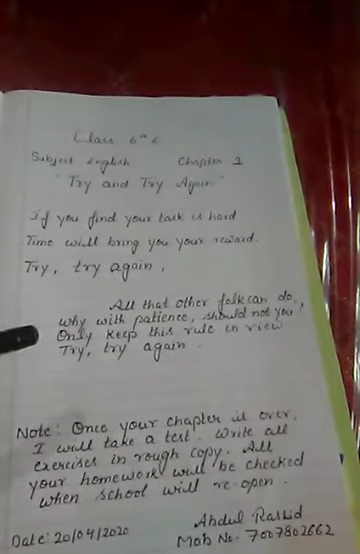 Class 6th
Subject English Chapter 1
"Try and Try Again"
If you find your task is hard
Time will bring you your reward.
Try, try again.
All that other folk can do,
why with patience, should not you!
Only keep this rule in view
Try, try again.
Note: Once your chapter is over,
I will take a test. Write all
exercises in rough copy. All
your homework will be checked
when school will re-open.
Abdul Rashid
Date: 20/04/2020
Mob No- 7007802662